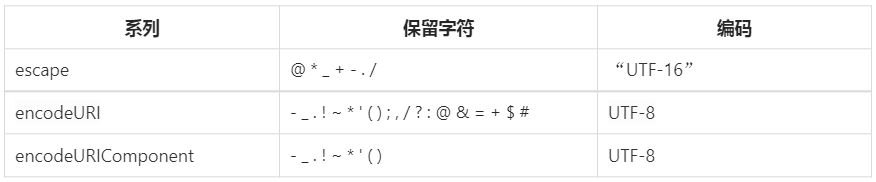 系列 保留字符 编码
escape @ * _ + - . / “UTF-16”
encodeURI - _ . ! ~ * ' ( ) ; , / ? : @ & = + $ # UTF-8
encodeURIComponent - _ . ! ~ * ' ( ) UTF-8